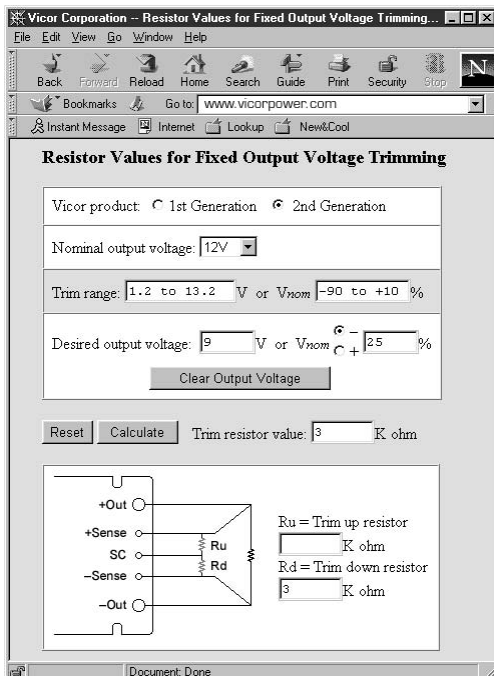 Vicor Corporation -- Resistor Values for Fixed Output Voltage Trimming...
File Edit View Go Window Help
Back Forward Reload Home Search Guide Print Security Stop N
Bookmarks Go to: www.vicorpower.com
Instant Message Internet Lookup New&Cool
Resistor Values for Fixed Output Voltage Trimming
Vicor product: 1st Generation 2nd Generation
Nominal output voltage: 12V
Trim range: 1.2 to 13.2 V or Vnom -90 to +10 %
Desired output voltage: 9 V or Vnom − + 25 %
Clear Output Voltage
Reset Calculate Trim resistor value: 3 K ohm
+Out
+Sense
SC
–Sense
–Out
Ru
Rd
Ru = Trim up resistor
K ohm
Rd = Trim down resistor
3 K ohm
Document: Done